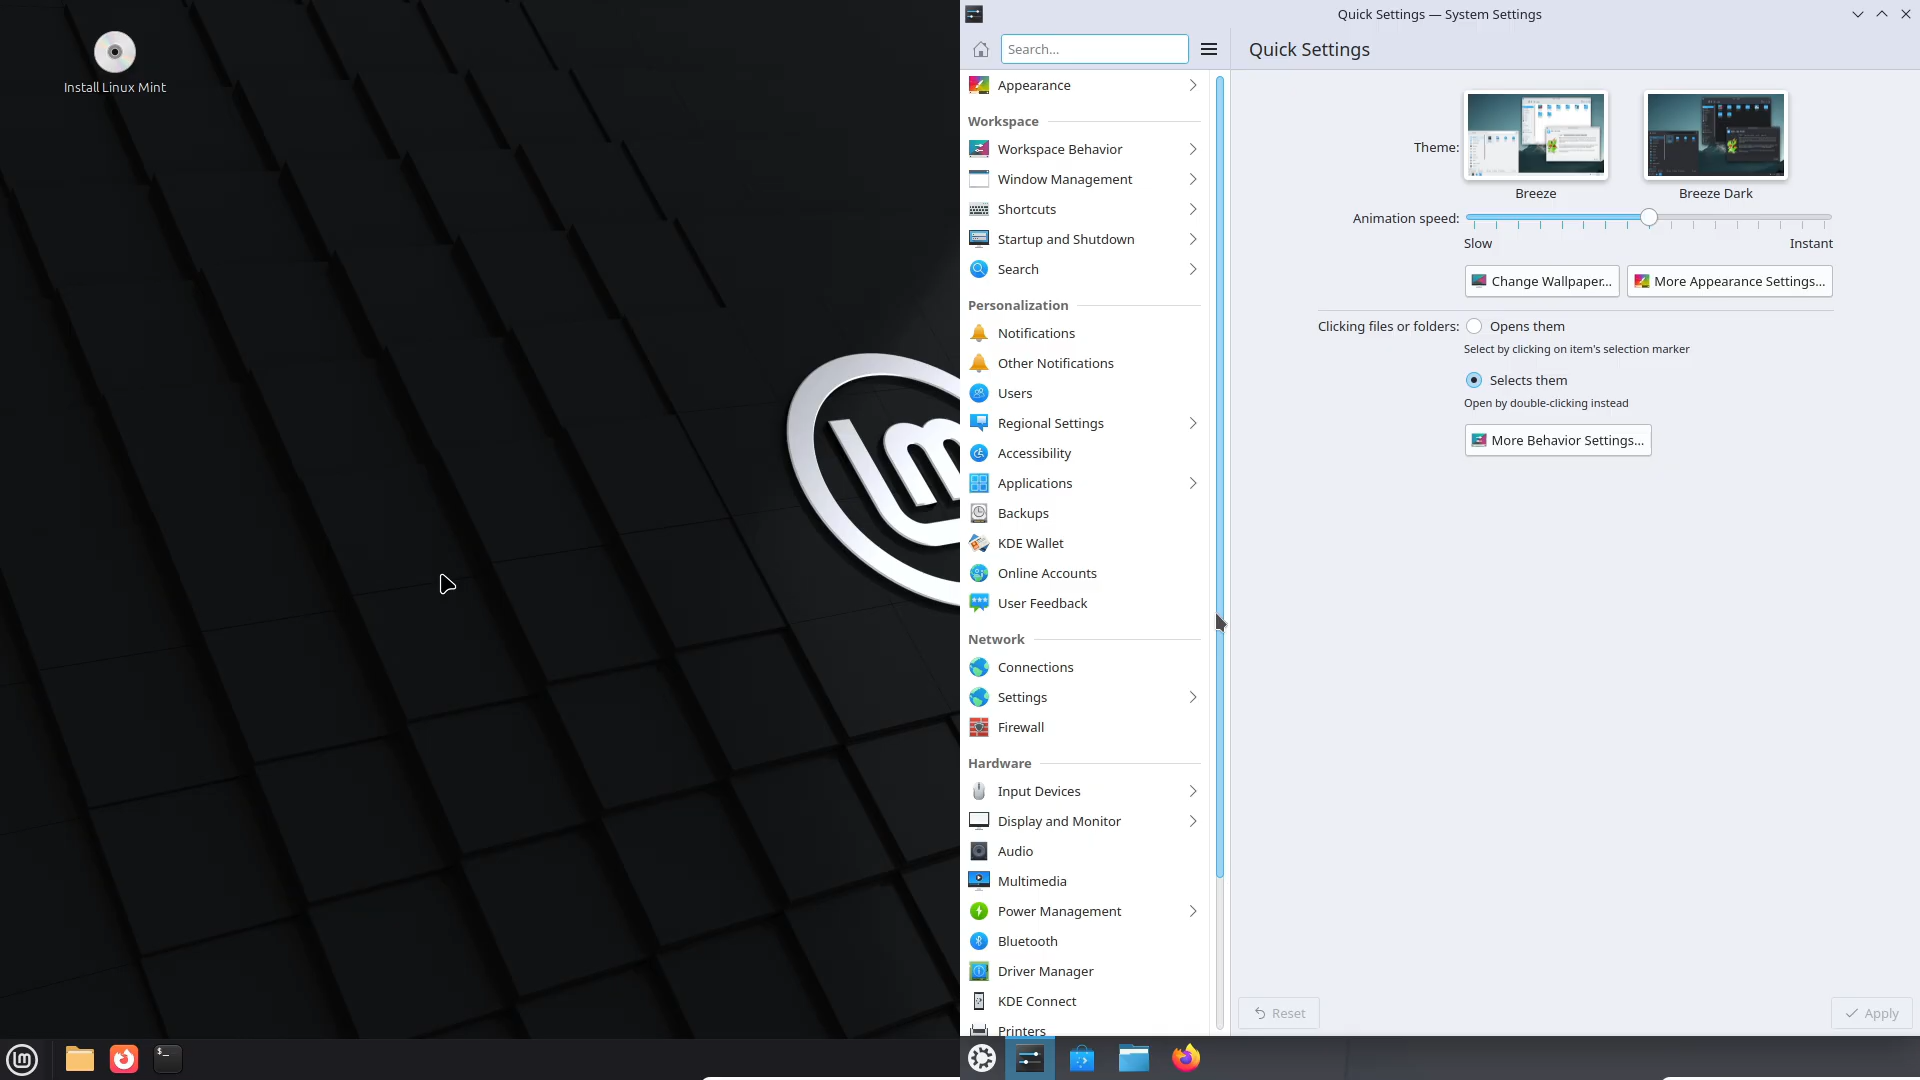 Install Linux Mint
$_
Quick Settings — System Settings
Search...
Quick Settings
Appearance
Workspace
Workspace Behavior
Window Management
Shortcuts
Startup and Shutdown
Search
Personalization
Notifications
Other Notifications
Users
Regional Settings
Accessibility
Applications
Backups
KDE Wallet
Online Accounts
User Feedback
Network
Connections
Settings
Firewall
Hardware
Input Devices
Display and Monitor
Audio
Multimedia
Power Management
Bluetooth
Driver Manager
KDE Connect
Printers
Theme:
Breeze
Breeze Dark
Animation speed:
Slow
Instant
Change Wallpaper...
More Appearance Settings...
Clicking files or folders:
Opens them
Select by clicking on item's selection marker
Selects them
Open by double-clicking instead
More Behavior Settings...
Reset
Apply